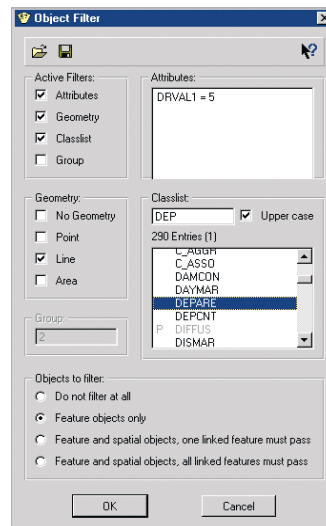 Object Filter
Active Filters:
Attributes
Geometry
Classlist
Group
Attributes:
DRVAL1 = 5
Geometry:
No Geometry
Point
Line
Area
Classlist:
DEP
Upper case
290 Entries (1)
C_AGGR
C_ASSO
DAMCON
DAYMAR
DEPARE
DEPCNT
P DIFFUS
DISMAR
Group:
2
Objects to filter:
Do not filter at all
Feature objects only
Feature and spatial objects, one linked feature must pass
Feature and spatial objects, all linked features must pass
OK
Cancel